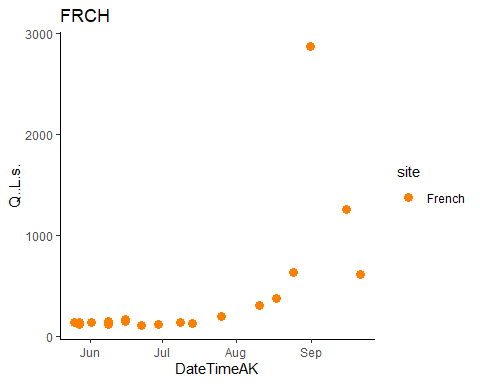 FRCH
3000
2000
1000
0
Q..L.s.
Jun Jul Aug Sep
DateTimeAK
site
French